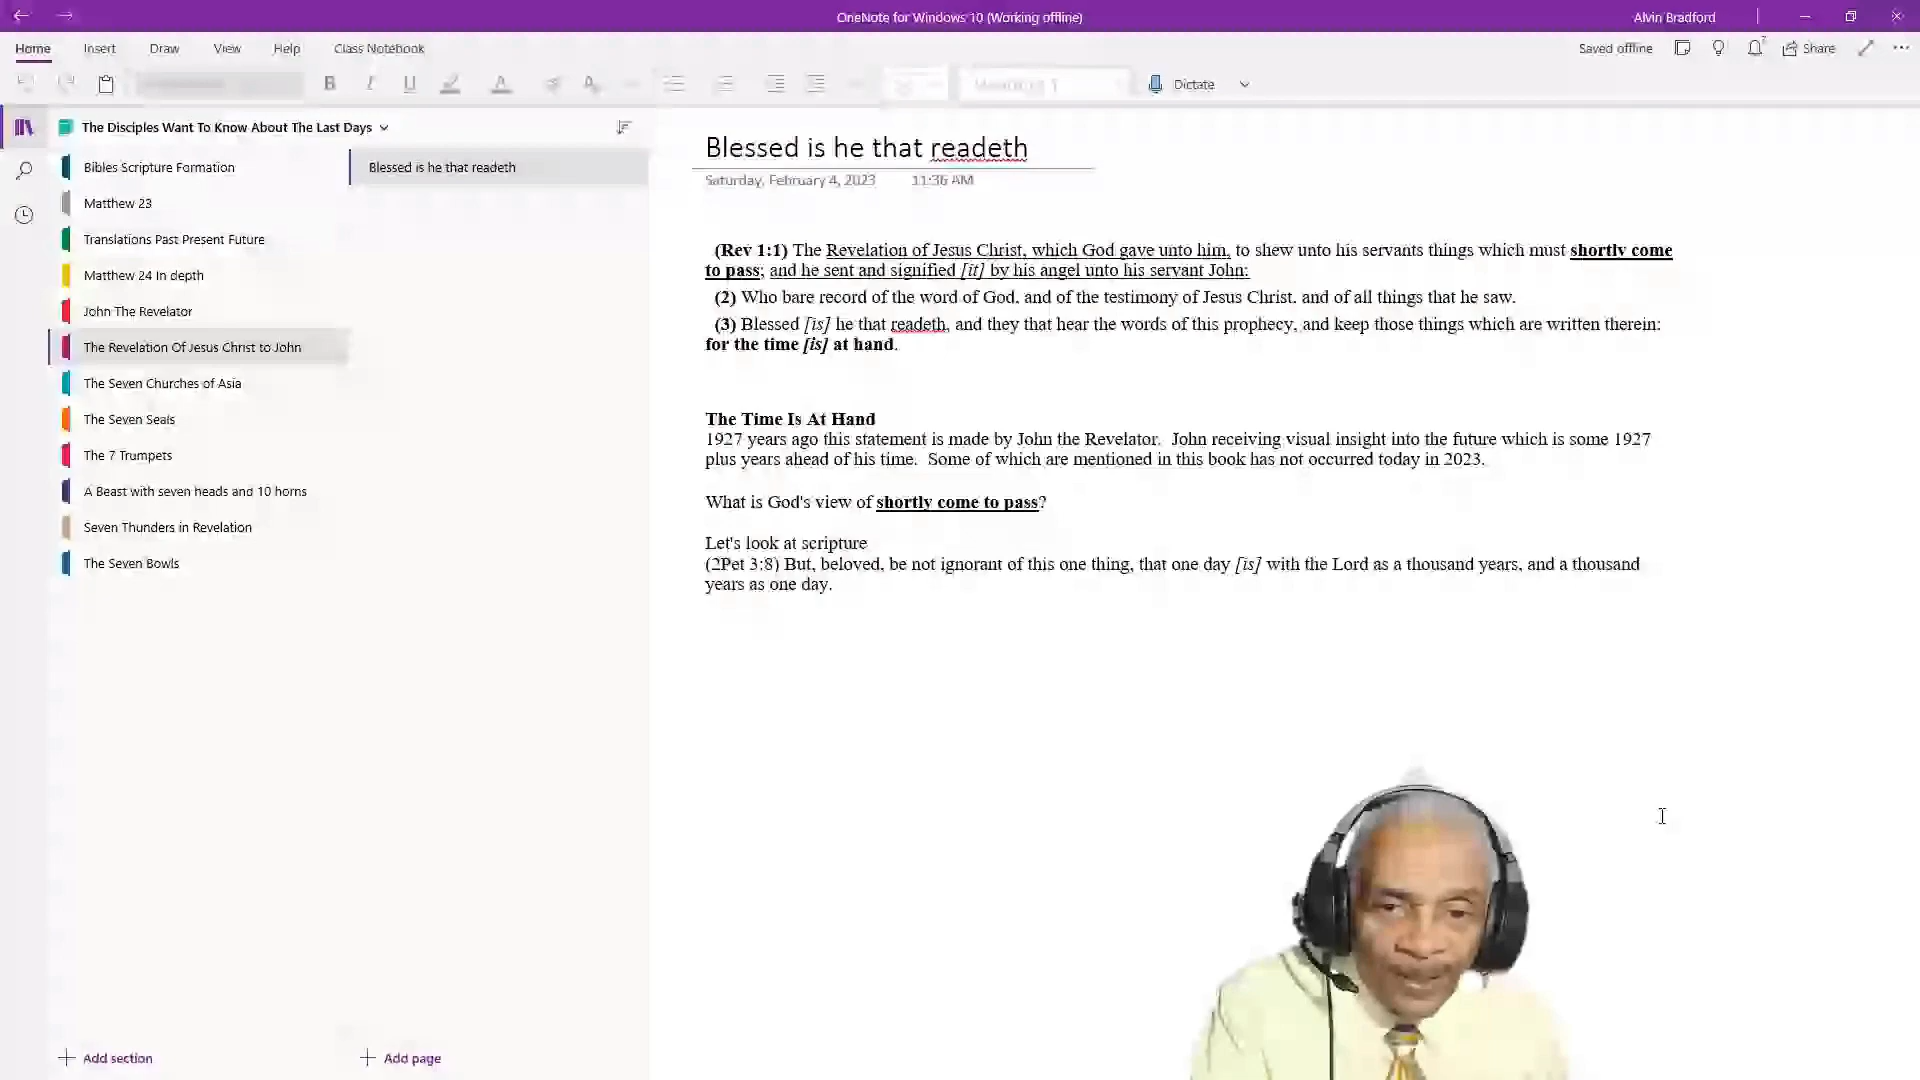 OneNote for Windows 10 (Working offline)
Alvin Bradford
Home Insert Draw View Help Class Notebook
Saved offline
Share
B I U
A
Dictate
The Disciples Want To Know About The Last Days
Bibles Scripture Formation
Matthew 23
Translations Past Present Future
Matthew 24 In depth
John The Revelator
The Revelation Of Jesus Christ to John
The Seven Churches of Asia
The Seven Seals
The 7 Trumpets
A Beast with seven heads and 10 horns
Seven Thunders in Revelation
The Seven Bowls
Add section
Blessed is he that readeth
Add page
Blessed is he that readeth
Saturday, February 4, 2023 11:36 AM
(Rev 1:1) The Revelation of Jesus Christ, which God gave unto him, to shew unto his servants things which must shortly come
to pass; and he sent and signified [it] by his angel unto his servant John:
(2) Who bare record of the word of God, and of the testimony of Jesus Christ, and of all things that he saw.
(3) Blessed [is] he that readeth, and they that hear the words of this prophecy, and keep those things which are written therein:
for the time [is] at hand.
The Time Is At Hand
1927 years ago this statement is made by John the Revelator. John receiving visual insight into the future which is some 1927
plus years ahead of his time. Some of which are mentioned in this book has not occurred today in 2023.
What is God's view of shortly come to pass?
Let's look at scripture
(2Pet 3:8) But, beloved, be not ignorant of this one thing, that one day [is] with the Lord as a thousand years, and a thousand
years as one day.